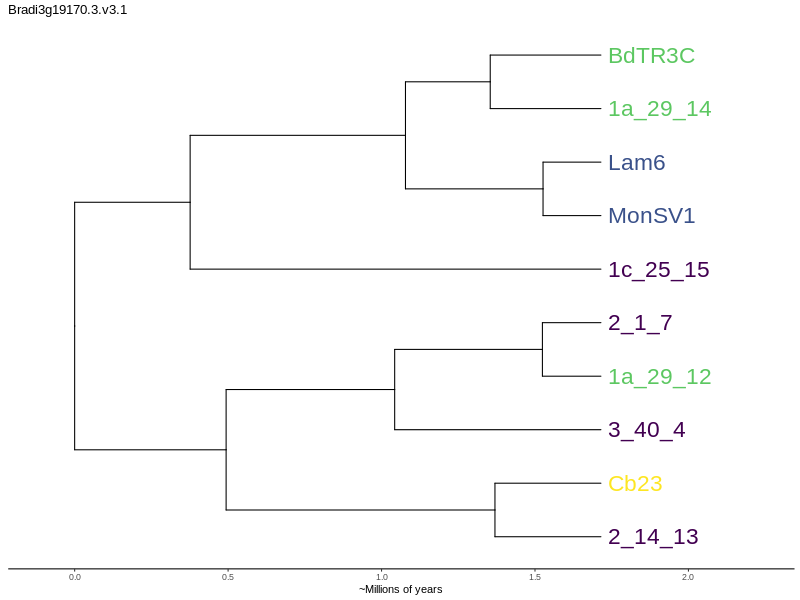 Bradi3g19170.3.v3.1
BdTR3C
1a_29_14
Lam6
MonSV1
1c_25_15
2_1_7
1a_29_12
3_40_4
Cb23
2_14_13
0.0 0.5 1.0 1.5 2.0
~Millions of years